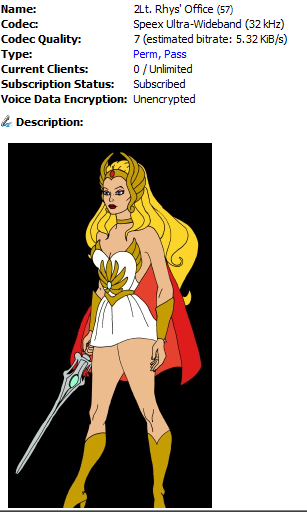 Name: 2Lt. Rhys' Office (57)
Codec: Speex Ultra-Wideband (32 kHz)
Codec Quality: 7 (estimated bitrate: 5.32 KiB/s)
Type: Perm, Pass
Current Clients: 0 / Unlimited
Subscription Status: Subscribed
Voice Data Encryption: Unencrypted
Description: